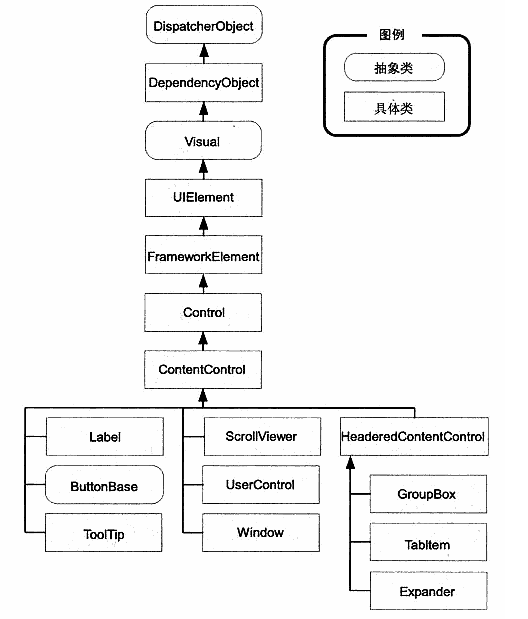 DispatcherObject
图例
抽象类
DependencyObject
具体类
Visual
UIElement
FrameworkElement
Control
ContentControl
Label
ScrollViewer
HeaderedContentControl
ButtonBase
UserControl
GroupBox
ToolTip
Window
TabItem
Expander